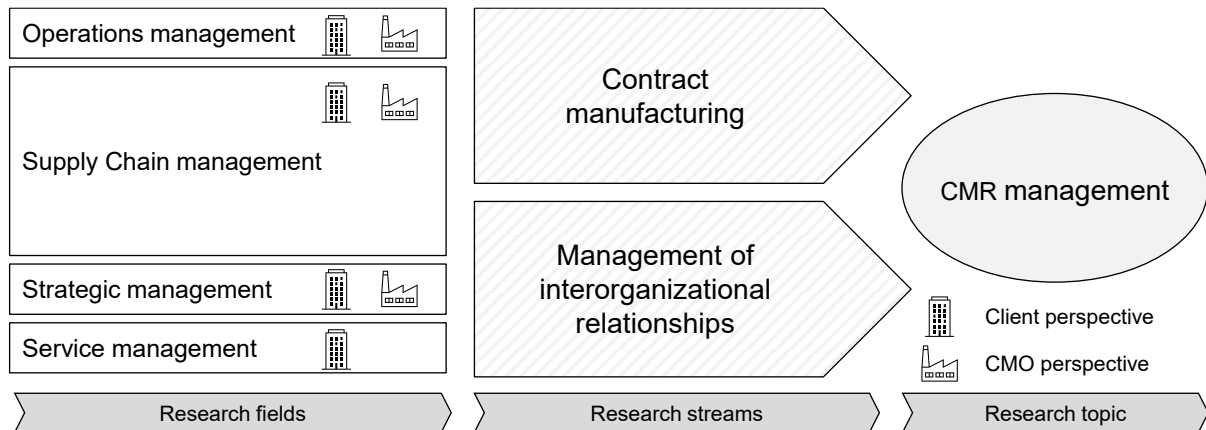 Operations management
Supply Chain management
Strategic management
Service management
Contract
manufacturing
Management of
interorganizational
relationships
CMR management
Client perspective
CMO perspective
Research fields
Research streams
Research topic